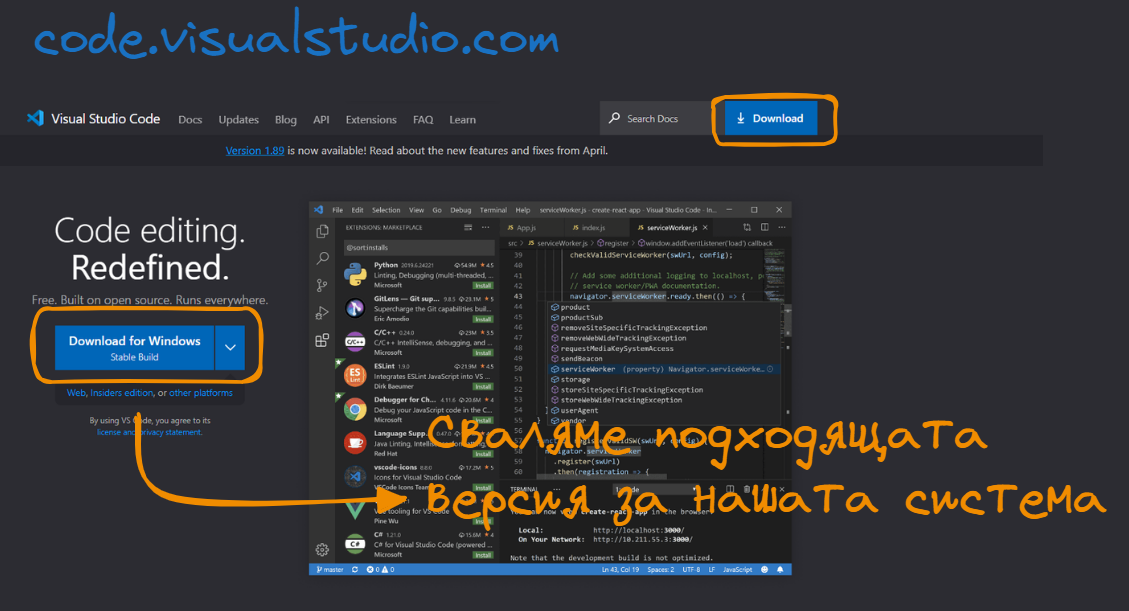 code.visualstudio.com
Visual Studio Code Docs Updates Blog API Extensions FAQ Learn Search Docs Download
Version 1.89 is now available! Read about the new features and fixes from April.
Code editing.
Redefined.
Free. Built on open source. Runs everywhere.
Download for Windows
Stable Build
Web, Insiders edition, or other platforms
By using VS Code, you agree to its
license and privacy statement.
File Edit Selection View Go Debug Terminal Help serviceWorker.js - create-react-app - Visual Studio Code - In...
EXTENSIONS: MARKETPLACE
@sort:installs
Python 2019.6.24221 54.9M 4.5
Linting, Debugging (multi-threaded, ...
Microsoft Install
GitLens — Git sup... 9.8.5 23.1M 5
Supercharge the Git capabilities buil...
Eric Amodio Install
C/C++ 0.24.0 23M 3.5
C/C++ IntelliSense, debugging, and ...
Microsoft Install
ESLint 1.9.0 21.9M 4.5
Integrates ESLint JavaScript into VS ...
Dirk Baeumer Install
Debugger for Ch... 4.11.6 20.6M 4
Debug your JavaScript code in the C...
Microsoft Install
Language Supp... 0.47.0
Java Linting, Intellisense
Red Hat Install
vscode-icons 8.8.0 17.2M 5
Icons for Visual Studio Code
VSCode Icons Team Install
Vue tooling for VS Code
Pine Wu Install
C# 1.21.0 15.6M 4
C# for Visual Studio Code (powered ...
Microsoft Install
App.js index.js serviceWorker.js
src > serviceWorker.js > register > window.addEventListener('load') callback
39 checkValidServiceWorker(swUrl, config);
40
41 // Add some additional logging to localhost, p
42 // service worker/PWA documentation.
43 navigator.serviceWorker.ready.then(() => {
44 product
45 productSub
46 removeSiteSpecificTrackingException
47 removeWebWideTrackingException
48 requestMediaKeySystemAccess
49 sendBeacon
50 serviceWorker (property) Navigator.serviceWorke...
51 storage
52 storeSiteSpecificTrackingException
53 storeWebWideTrackingException
54 } userAgent
55 } vendor
56
57
58 navigator.serviceWorker
59 .register(swUrl)
60 .then(registration => {
TERMINAL
Сваляме подходящата
версия за нашата система
create-react-app in the browser
Local: http://localhost:3000/
On Your Network: http://10.211.55.3:3000/
Note that the development build is not optimized.
master 0 0 Ln 43, Col 19 Spaces: 2 UTF-8 LF JavaScript